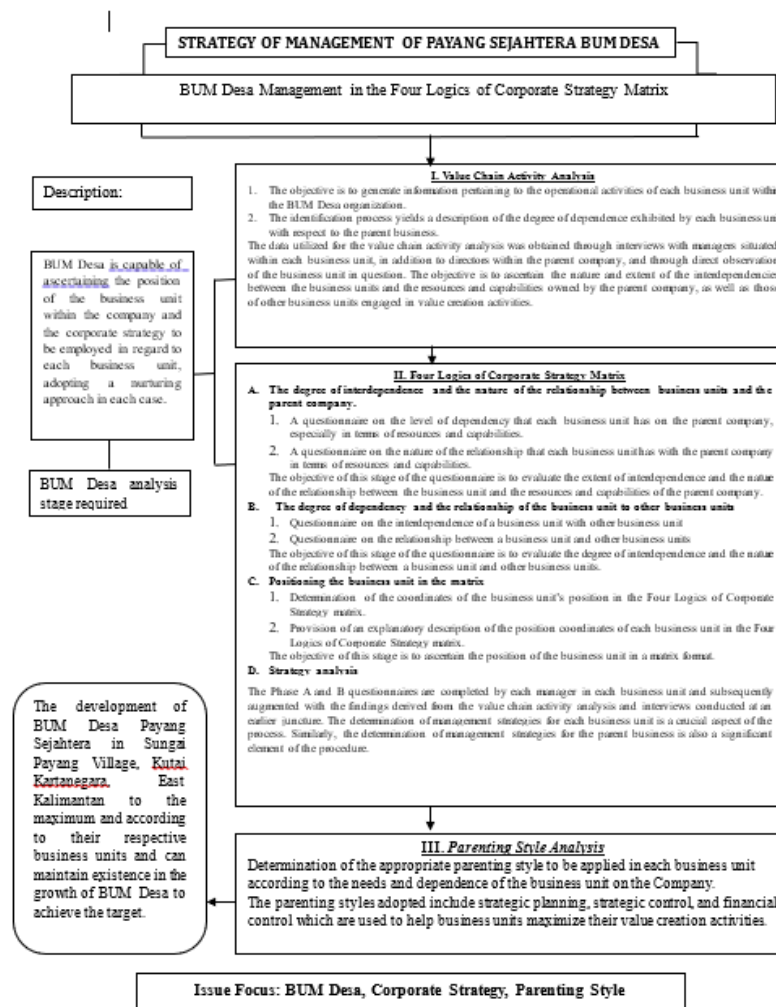 STRATEGY OF MANAGEMENT OF PAYANG SEJAHTERA BUM DESA
BUM Desa Management in the Four Logics of Corporate Strategy Matrix
Description:
BUM Desa is capable of
ascertaining the position
of the business unit
within the company and
the corporate strategy to
be employed in regard to
each business unit,
adopting a nurturing
approach in each case.
BUM Desa analysis
stage required
I. Value Chain Activity Analysis
1. The objective is to generate information pertaining to the operational activities of each business unit within
the BUM Desa organization.
2. The identification process yields a description of the degree of dependence exhibited by each business un
with respect to the parent business.
The data utilized for the value chain activity analysis was obtained through interviews with managers situated
within each business unit, in addition to directors within the parent company, and through direct observation
of the business unit in question. The objective is to ascertain the nature and extent of the interdependencie
between the business units and the resources and capabilities owned by the parent company, as well as those
of other business units engaged in value creation activities.
II. Four Logics of Corporate Strategy Matrix
A. The degree of interdependence and the nature of the relationship between business units and the
parent company.
1. A questionnaire on the level of dependency that each business unit has on the parent company,
especially in terms of resources and capabilities.
2. A questionnaire on the nature of the relationship that each business unit has with the parent company
in terms of resources and capabilities.
The objective of this stage of the questionnaire is to evaluate the extent of interdependence and the nature
of the relationship between the business unit and the resources and capabilities of the parent company.
B. The degree of dependency and the relationship of the business unit to other business units
1. Questionnaire on the interdependence of a business unit with other business unit
2. Questionnaire on the relationship between a business unit and other business units
The objective of this stage of the questionnaire is to evaluate the degree of interdependence and the nature
of the relationship between a business unit and other business units.
C. Positioning the business unit in the matrix
1. Determination of the coordinates of the business unit's position in the Four Logics of Corporate
Strategy matrix.
2. Provision of an explanatory description of the position coordinates of each business unit in the Four
Logics of Corporate Strategy matrix.
The objective of this stage is to ascertain the position of the business unit in a matrix format.
D. Strategy analysis
The Phase A and B questionnaires are completed by each manager in each business unit and subsequently
augmented with the findings derived from the value chain activity analysis and interviews conducted at an
earlier juncture. The determination of management strategies for each business unit is a crucial aspect of the
process. Similarly, the determination of management strategies for the parent business is also a significant
element of the procedure.
The development of
BUM Desa Payang
Sejahtera in Sungai
Payang Village, Kutai
Kartanegara, East
Kalimantan to the
maximum and according
to their respective
business units and can
maintain existence in the
growth of BUM Desa to
achieve the target.
III. Parenting Style Analysis
Determination of the appropriate parenting style to be applied in each business unit
according to the needs and dependence of the business unit on the Company.
The parenting styles adopted include strategic planning, strategic control, and financial
control which are used to help business units maximize their value creation activities.
Issue Focus: BUM Desa, Corporate Strategy, Parenting Style